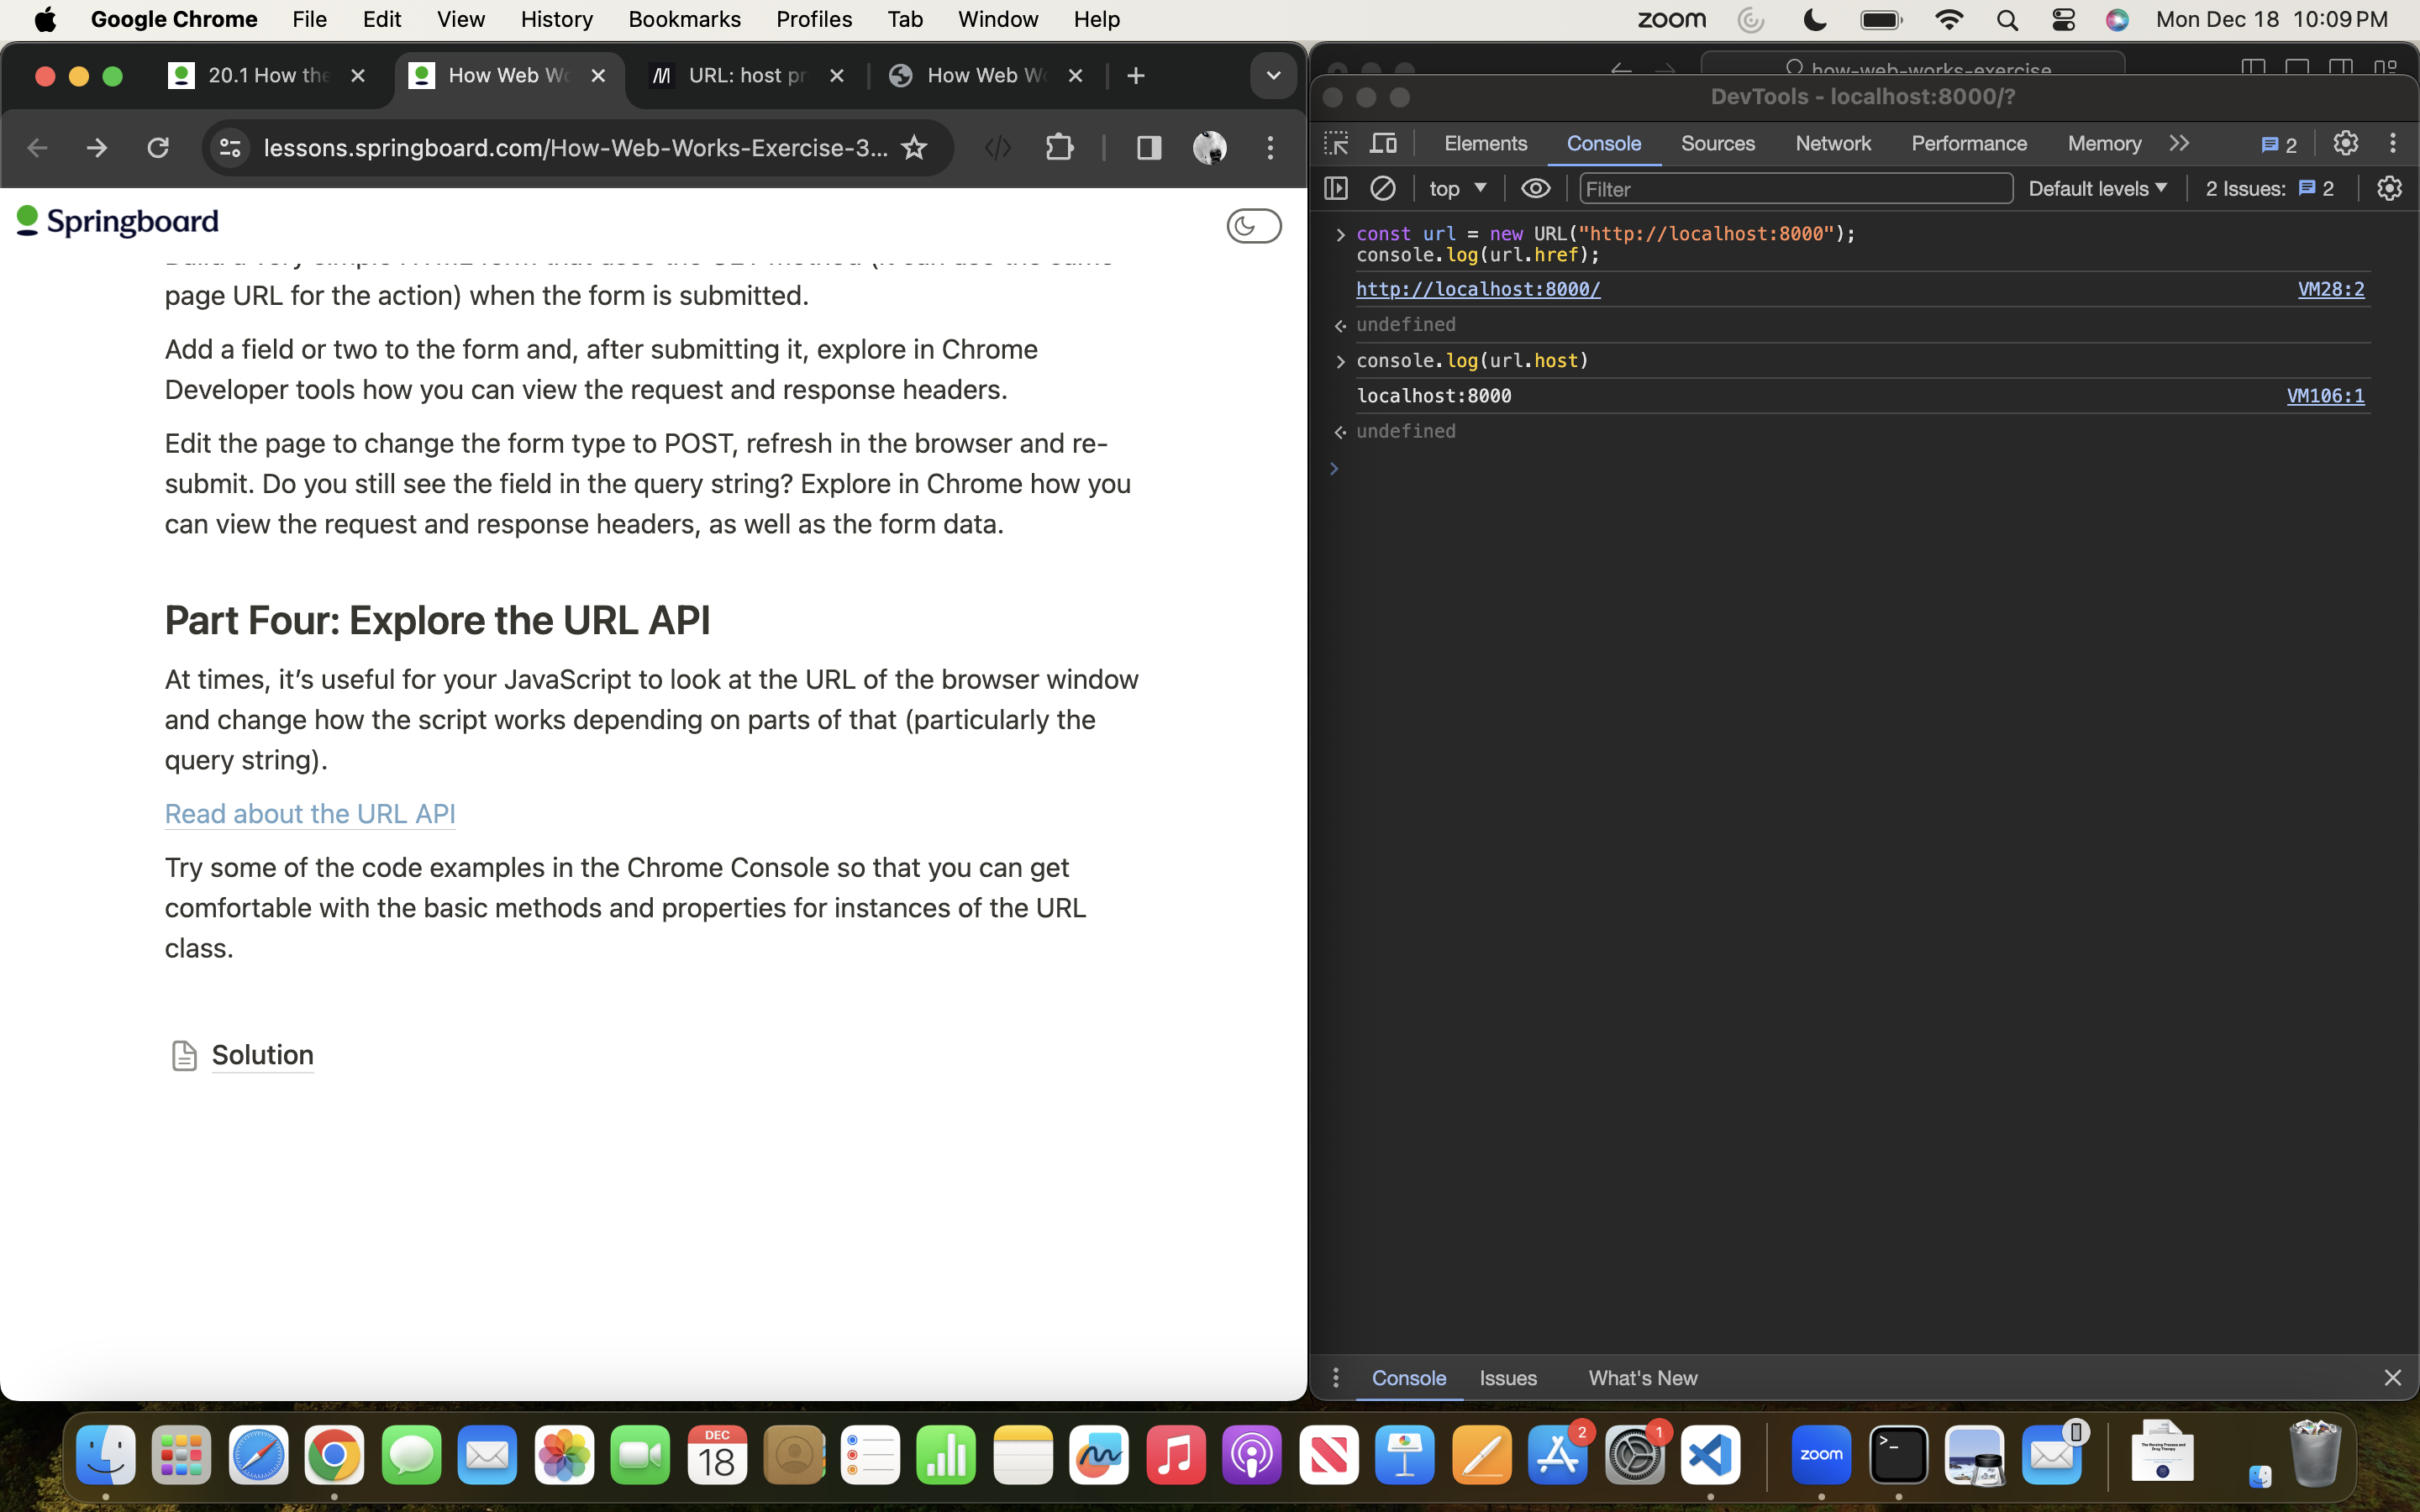 Google Chrome File Edit View History Bookmarks Profiles Tab Window Help
zoom Mon Dec 18 10:09 PM
20.1 How the
How Web Wo
URL: host pr
How Web Wo
lessons.springboard.com/How-Web-Works-Exercise-3...
Springboard
page URL for the action) when the form is submitted.
Add a field or two to the form and, after submitting it, explore in Chrome
Developer tools how you can view the request and response headers.
Edit the page to change the form type to POST, refresh in the browser and re-
submit. Do you still see the field in the query string? Explore in Chrome how you
can view the request and response headers, as well as the form data.
Part Four: Explore the URL API
At times, it’s useful for your JavaScript to look at the URL of the browser window
and change how the script works depending on parts of that (particularly the
query string).
Read about the URL API
Try some of the code examples in the Chrome Console so that you can get
comfortable with the basic methods and properties for instances of the URL
class.
Solution
how-web-works-exercise
DevTools - localhost:8000/?
Elements Console Sources Network Performance Memory 2
top Filter Default levels 2 Issues: 2
const url = new URL("http://localhost:8000");
console.log(url.href);
http://localhost:8000/ VM28:2
undefined
console.log(url.host)
localhost:8000 VM106:1
undefined
Console Issues What's New
DEC
18
2
1
zoom